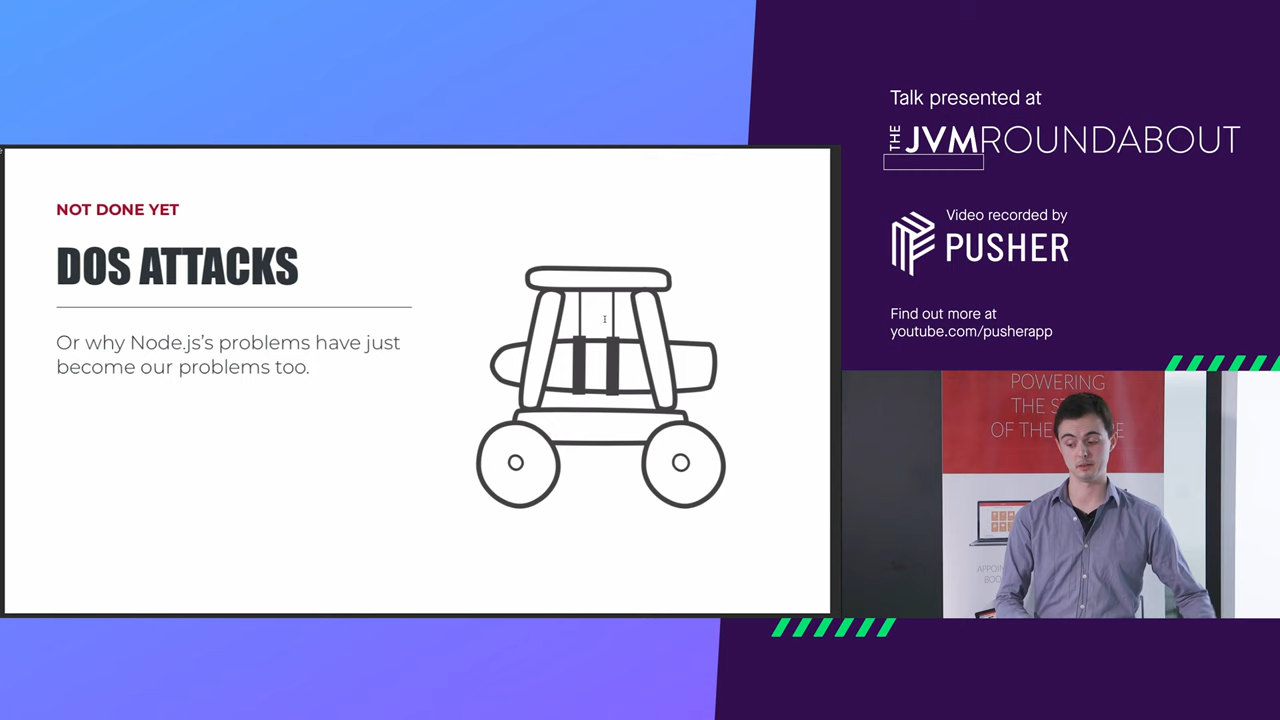 NOT DONE YET
DOS ATTACKS
Or why Node.js's problems have just
become our problems too.
Talk presented at
THE JVMROUNDABOUT
Video recorded by
PUSHER
Find out more at
youtube.com/pusherapp
POWERING
THE
OF THE